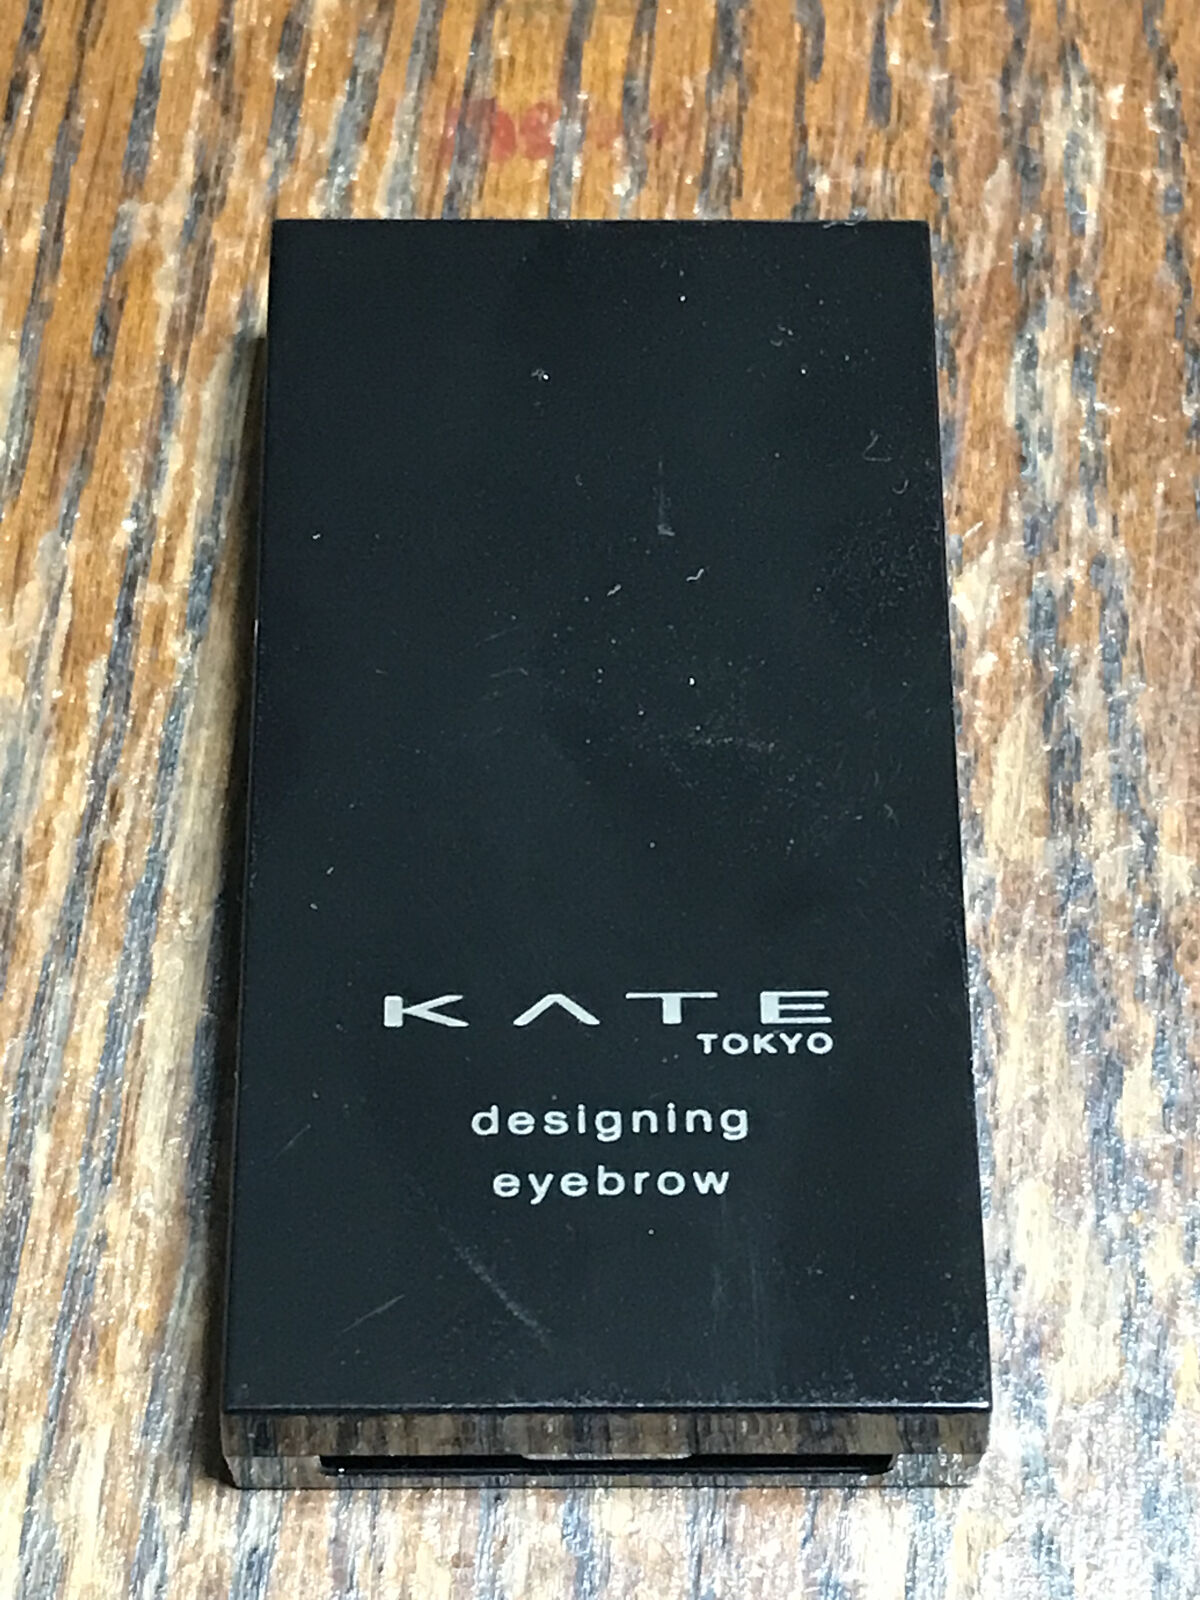 KATE
TOKYO
designing
eyebrow